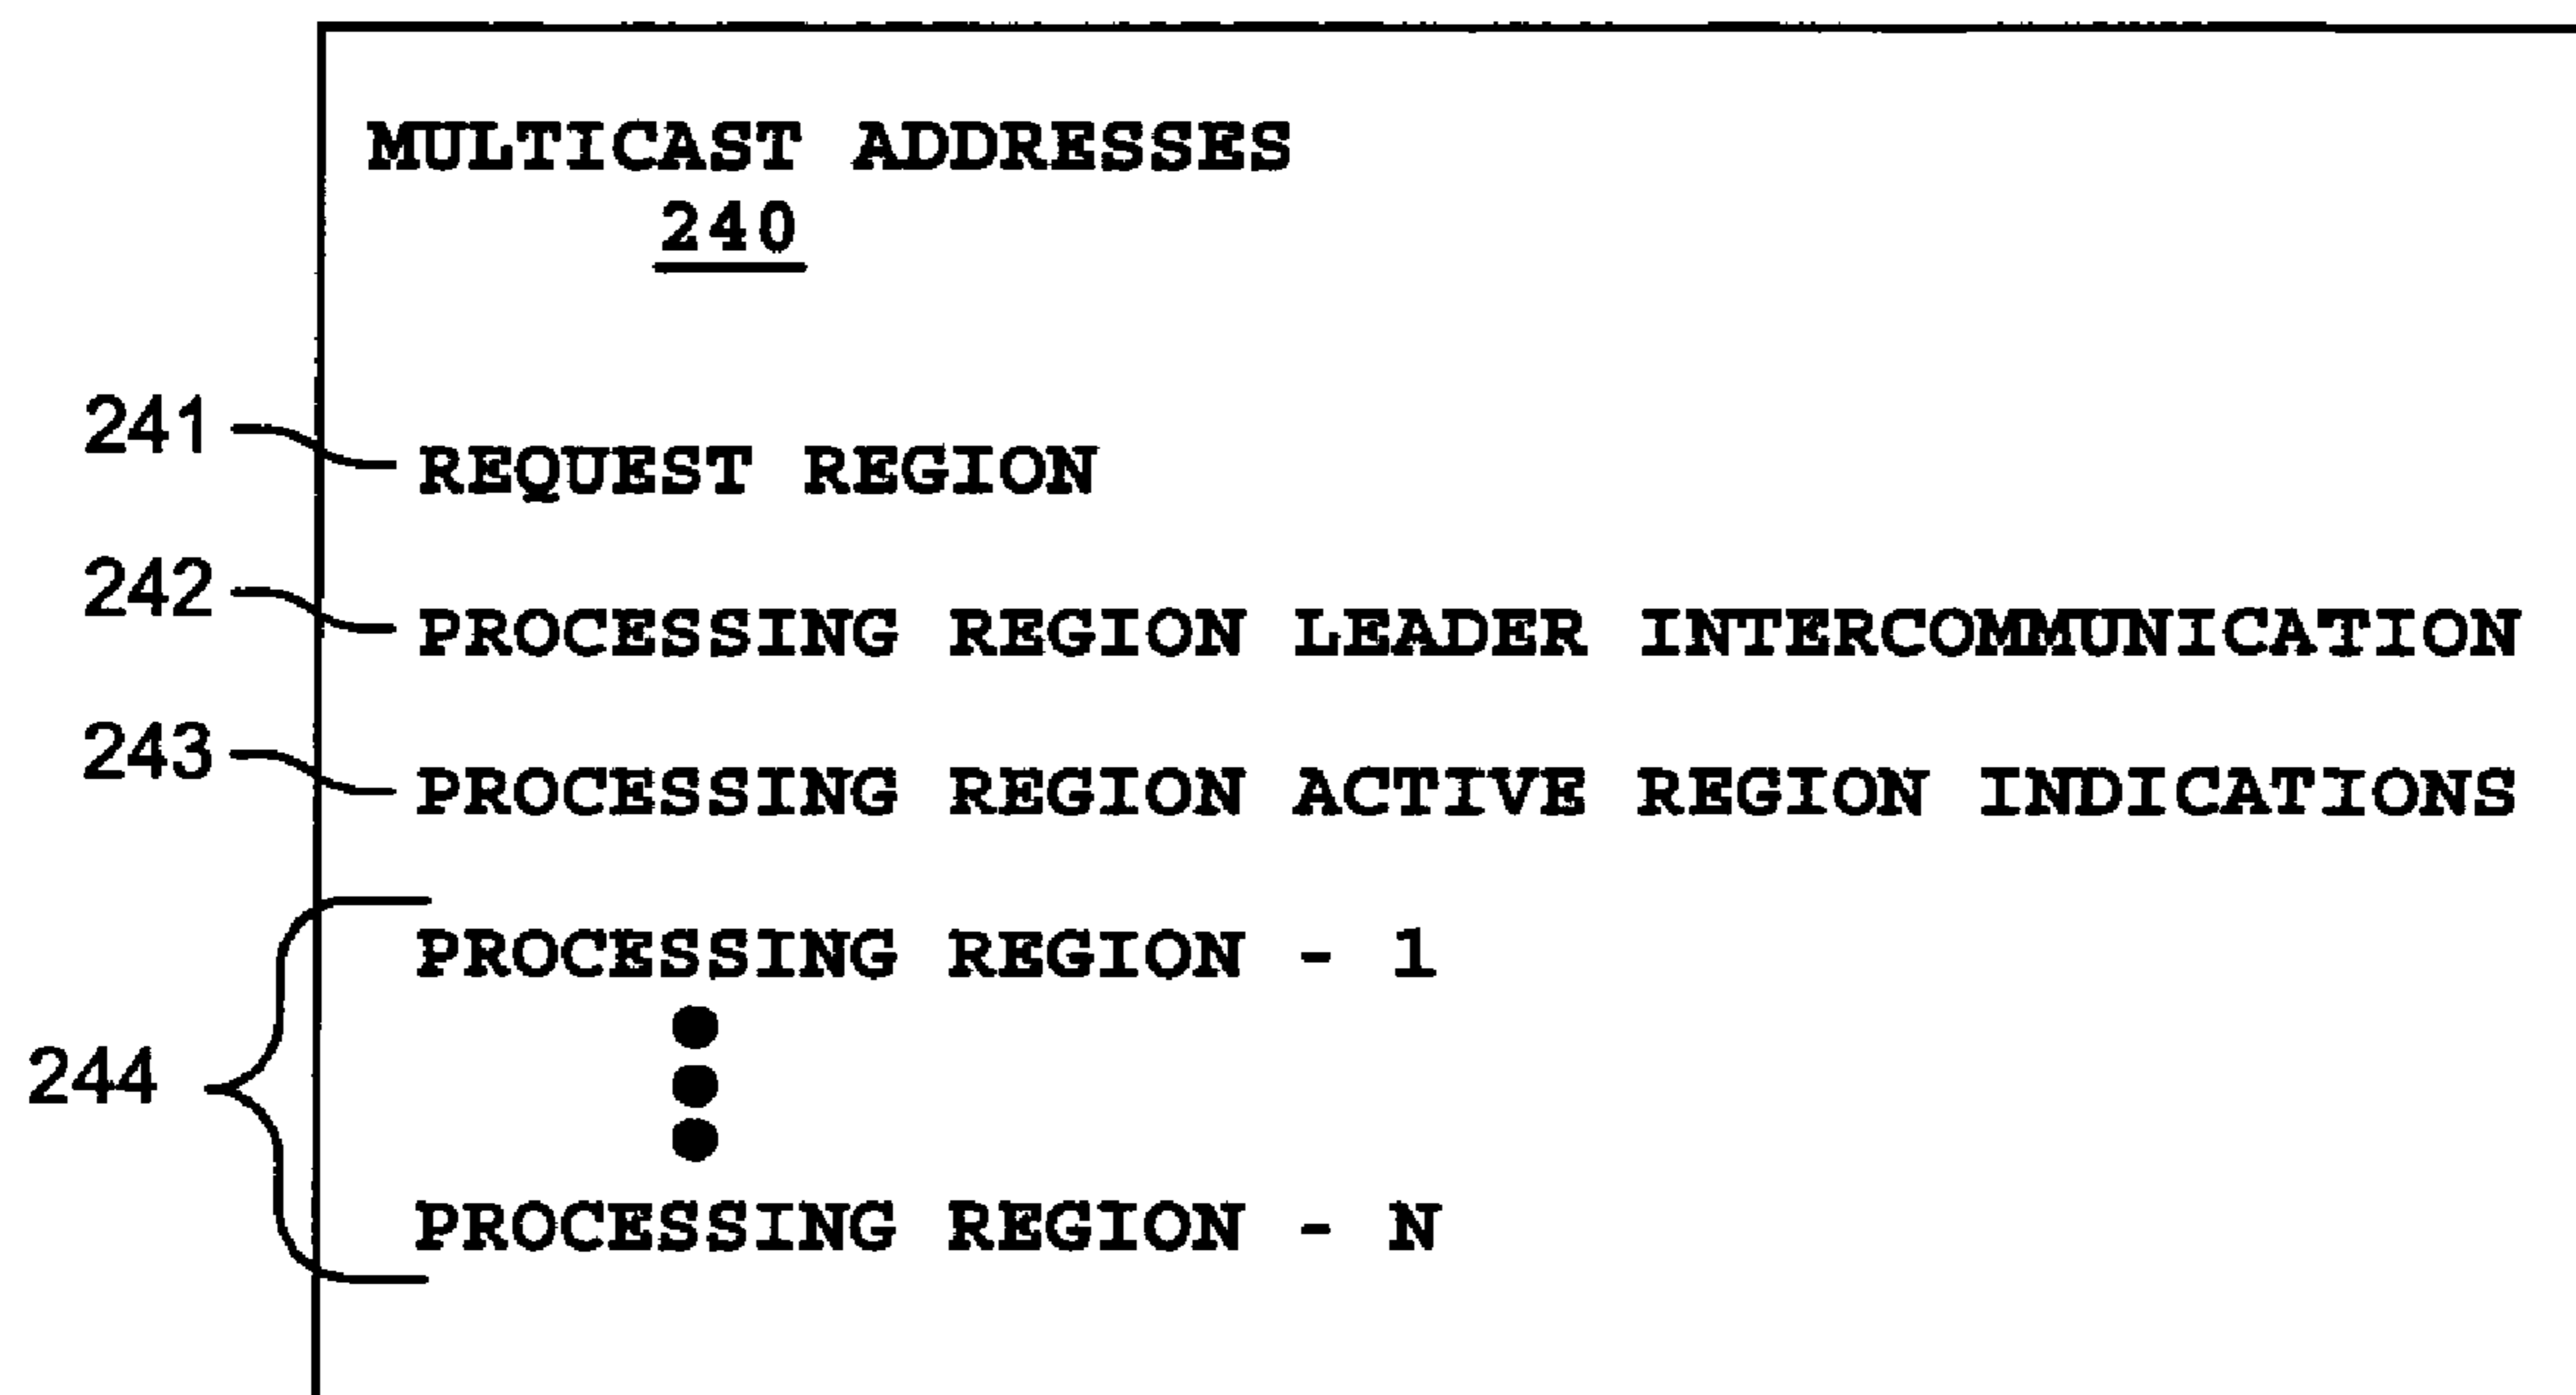 MULTICAST ADDRESSES
240
241 REQUEST REGION
242 PROCESSING REGION LEADER INTERCOMMUNICATION
243 PROCESSING REGION ACTIVE REGION INDICATIONS
PROCESSING REGION - 1
244
PROCESSING REGION - N